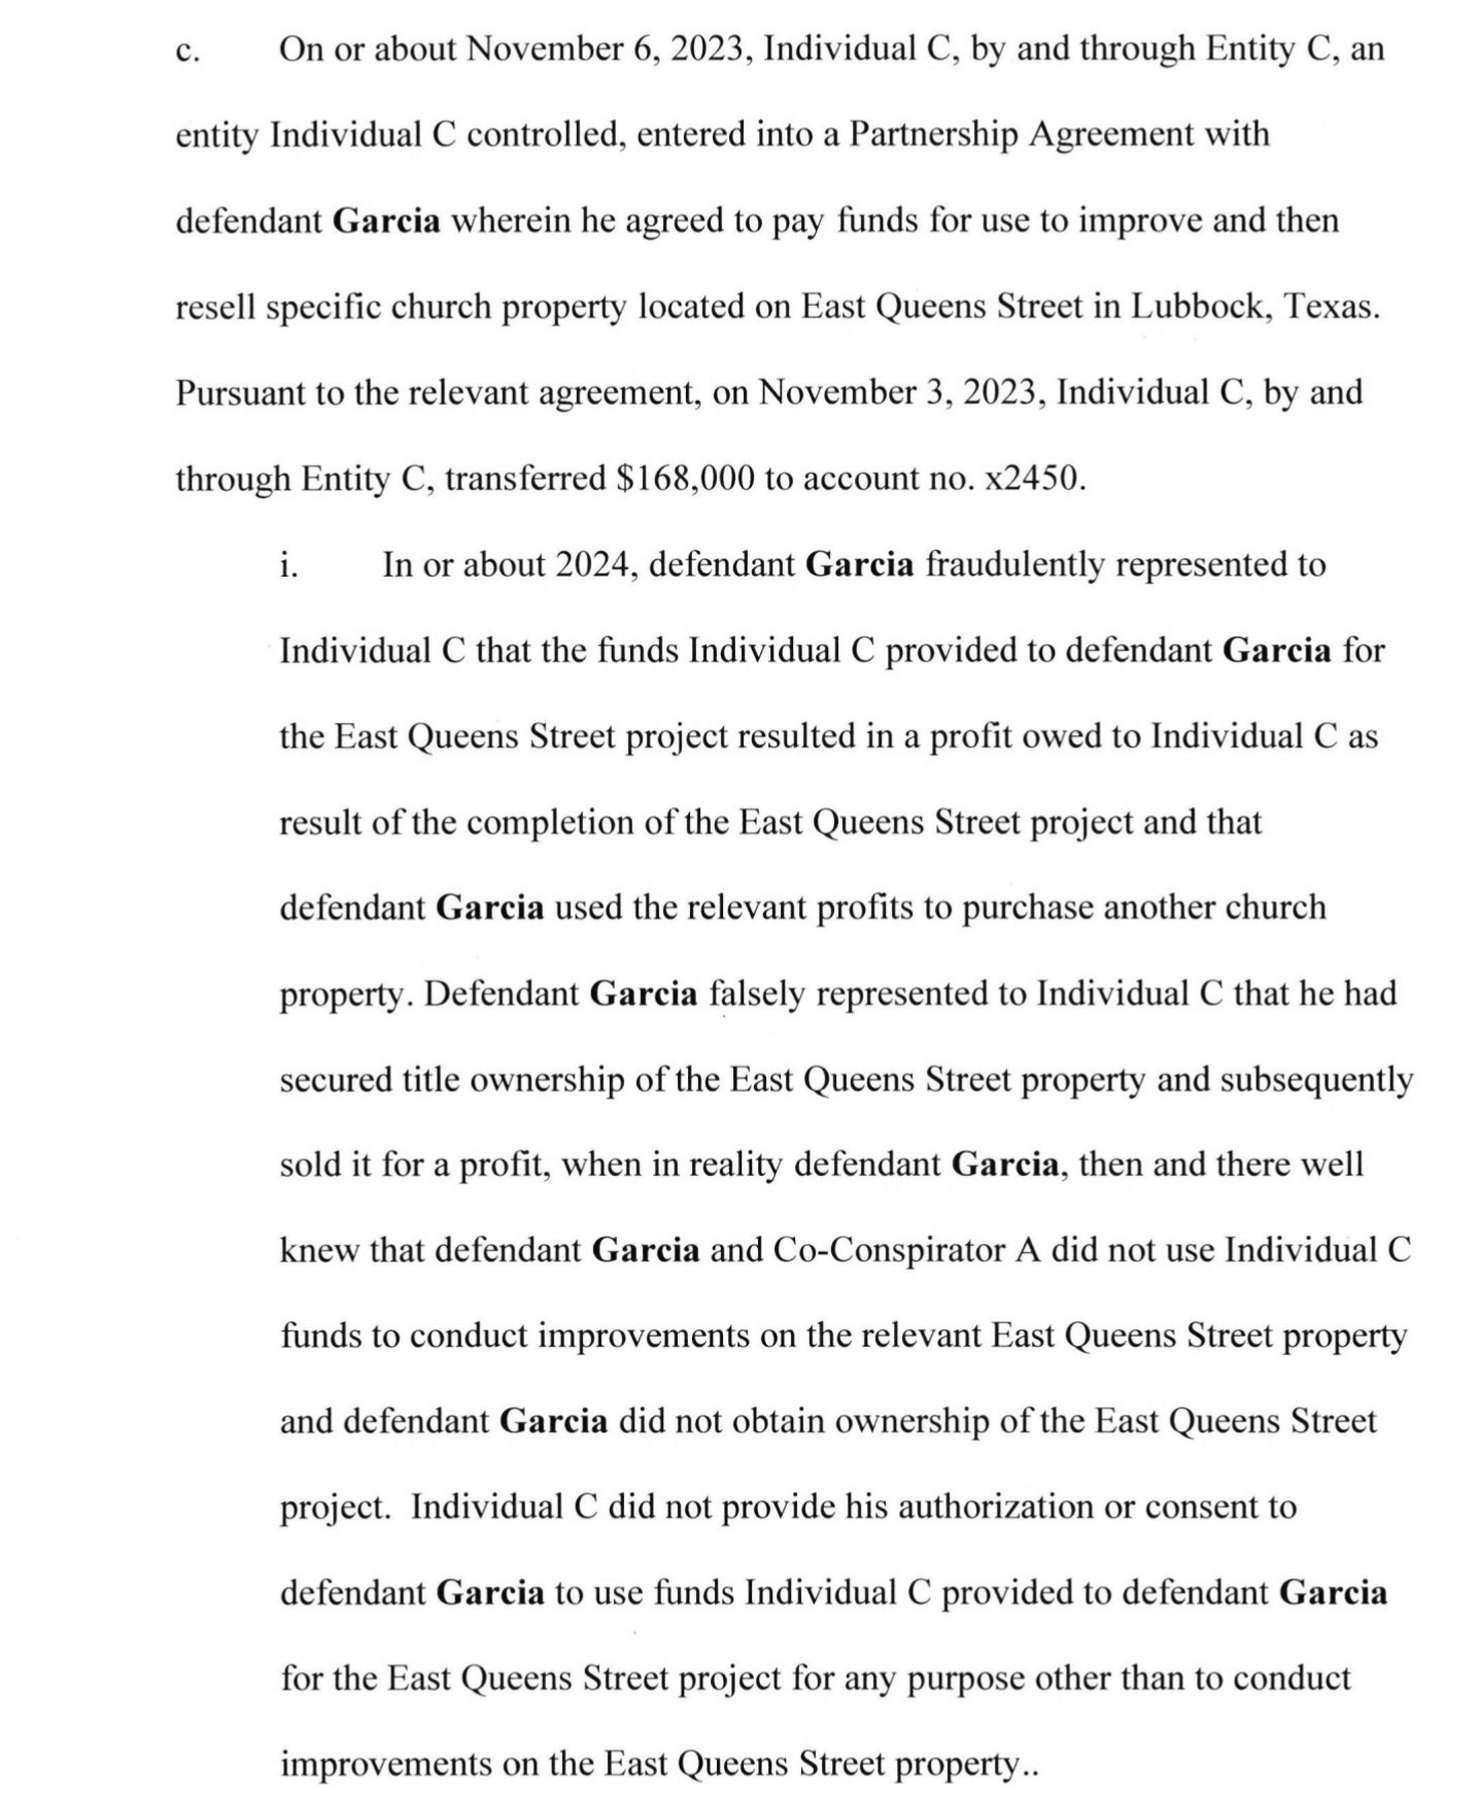 c. On or about November 6, 2023, Individual C, by and through Entity C, an
entity Individual C controlled, entered into a Partnership Agreement with
defendant Garcia wherein he agreed to pay funds for use to improve and then
resell specific church property located on East Queens Street in Lubbock, Texas.
Pursuant to the relevant agreement, on November 3, 2023, Individual C, by and
through Entity C, transferred $168,000 to account no. x2450.
i. In or about 2024, defendant Garcia fraudulently represented to
Individual C that the funds Individual C provided to defendant Garcia for
the East Queens Street project resulted in a profit owed to Individual C as
result of the completion of the East Queens Street project and that
defendant Garcia used the relevant profits to purchase another church
property. Defendant Garcia falsely represented to Individual C that he had
secured title ownership of the East Queens Street property and subsequently
sold it for a profit, when in reality defendant Garcia, then and there well
knew that defendant Garcia and Co-Conspirator A did not use Individual C
funds to conduct improvements on the relevant East Queens Street property
and defendant Garcia did not obtain ownership of the East Queens Street
project.  Individual C did not provide his authorization or consent to
defendant Garcia to use funds Individual C provided to defendant Garcia
for the East Queens Street project for any purpose other than to conduct
improvements on the East Queens Street property..